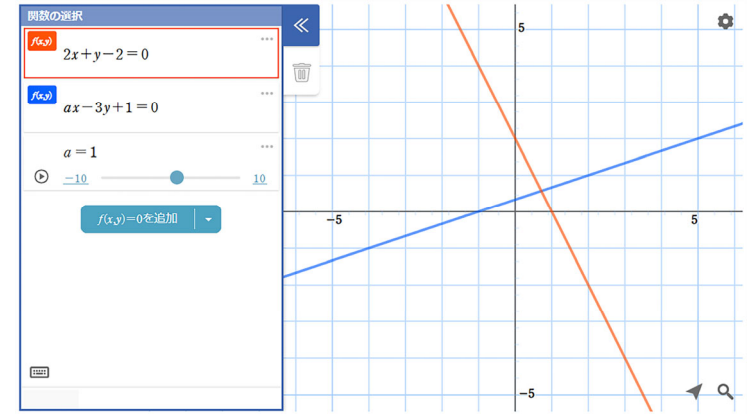 関数の選択
f(x,y)
2x+y−2=0
f(x,y)
ax−3y+1=0
a=1
−10
10
f(x,y)=0を追加
5
−5
5
−5